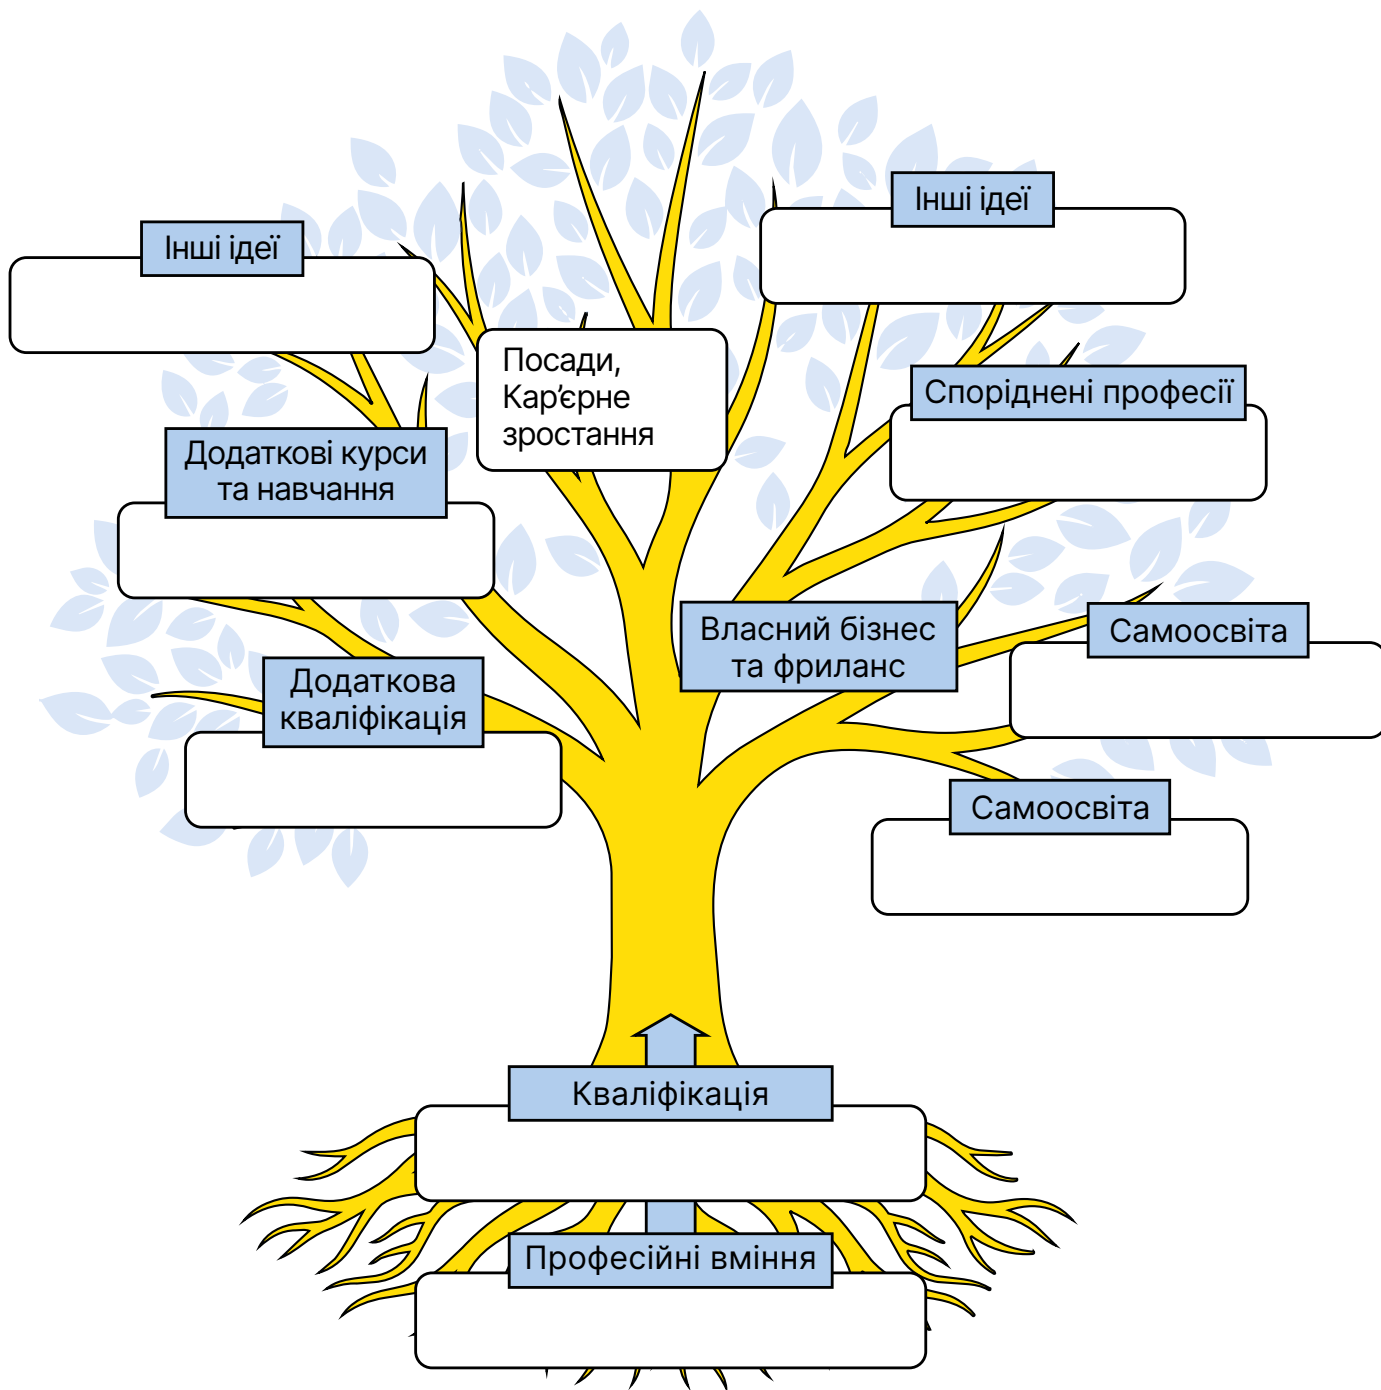 Інші ідеї
Інші ідеї
Посади,
Кар’єрне
зростання
Споріднені професії
Додаткові курси
та навчання
Власний бізнес
та фриланс
Самоосвіта
Додаткова
кваліфікація
Самоосвіта
Кваліфікація
Професійні вміння